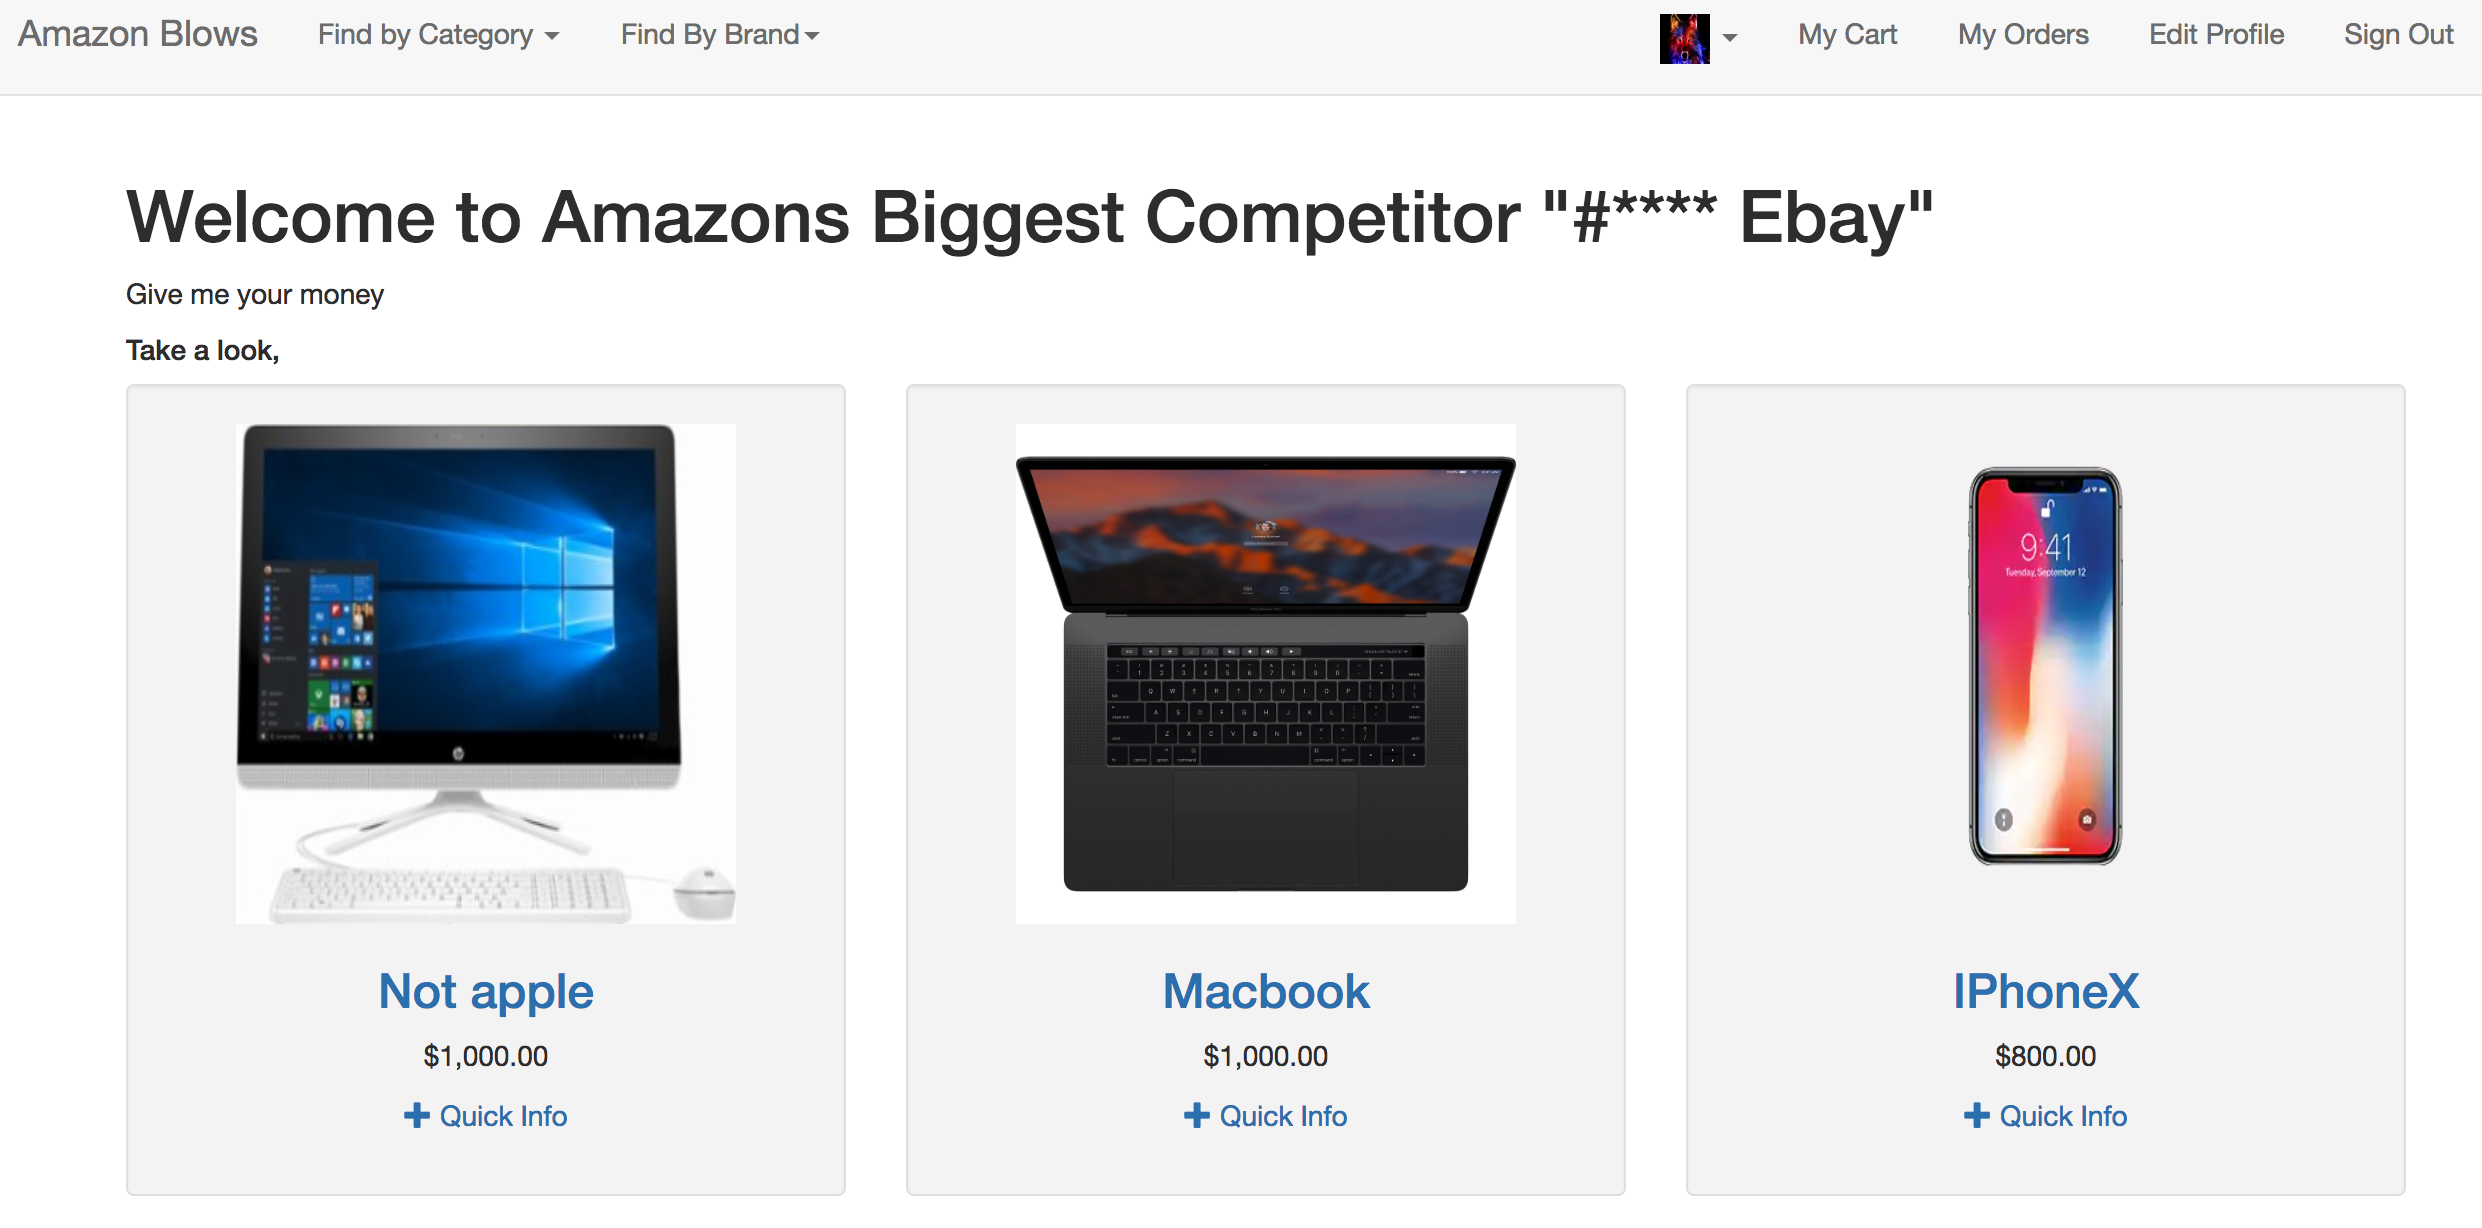 Amazon Blows Find by Category Find By Brand My Cart My Orders Edit Profile Sign Out
Welcome to Amazons Biggest Competitor "#**** Ebay"
Give me your money
Take a look,
9:41
Tuesday, September 12
Not apple
$1,000.00
Quick Info
Macbook
$1,000.00
Quick Info
IPhoneX
$800.00
Quick Info